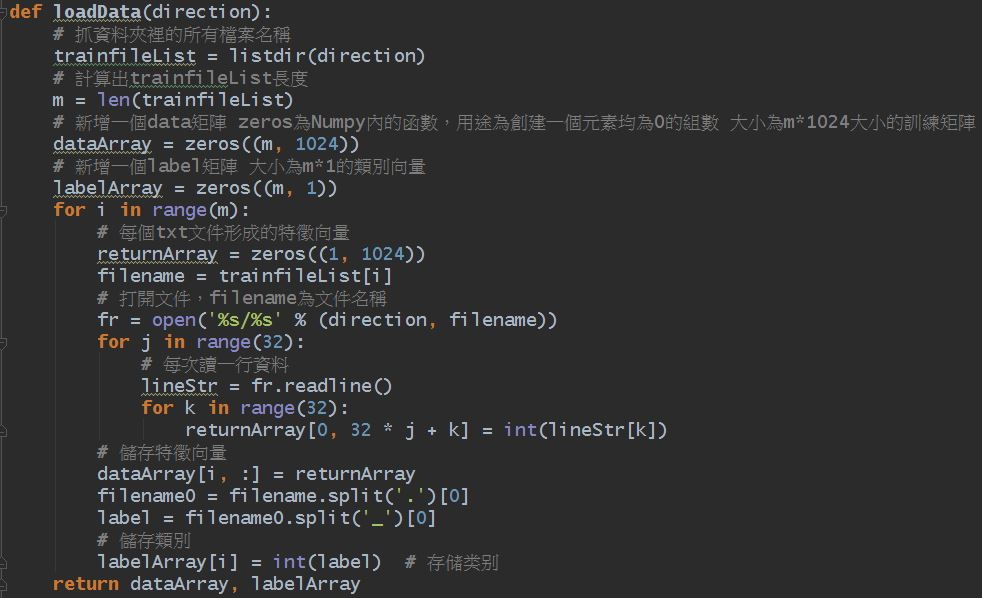 def loadData(direction):
    # 抓資料夾裡的所有檔案名稱
    trainfileList = listdir(direction)
    # 計算出trainfileList長度
    m = len(trainfileList)
    # 新增一個data矩陣 zeros為Numpy內的函數，用途為創建一個元素均為0的組數 大小為m*1024大小的訓練矩陣
    dataArray = zeros((m, 1024))
    # 新增一個label矩陣 大小為m*1的類別向量
    labelArray = zeros((m, 1))
    for i in range(m):
        # 每個txt文件形成的特徵向量
        returnArray = zeros((1, 1024))
        filename = trainfileList[i]
        # 打開文件，filename為文件名稱
        fr = open('%s/%s' % (direction, filename))
        for j in range(32):
            # 每次讀一行資料
            lineStr = fr.readline()
            for k in range(32):
                returnArray[0, 32 * j + k] = int(lineStr[k])
        # 儲存特徵向量
        dataArray[i, :] = returnArray
        filename0 = filename.split('.')[0]
        label = filename0.split('_')[0]
        # 儲存類別
        labelArray[i] = int(label)  # 存储类别
    return dataArray, labelArray